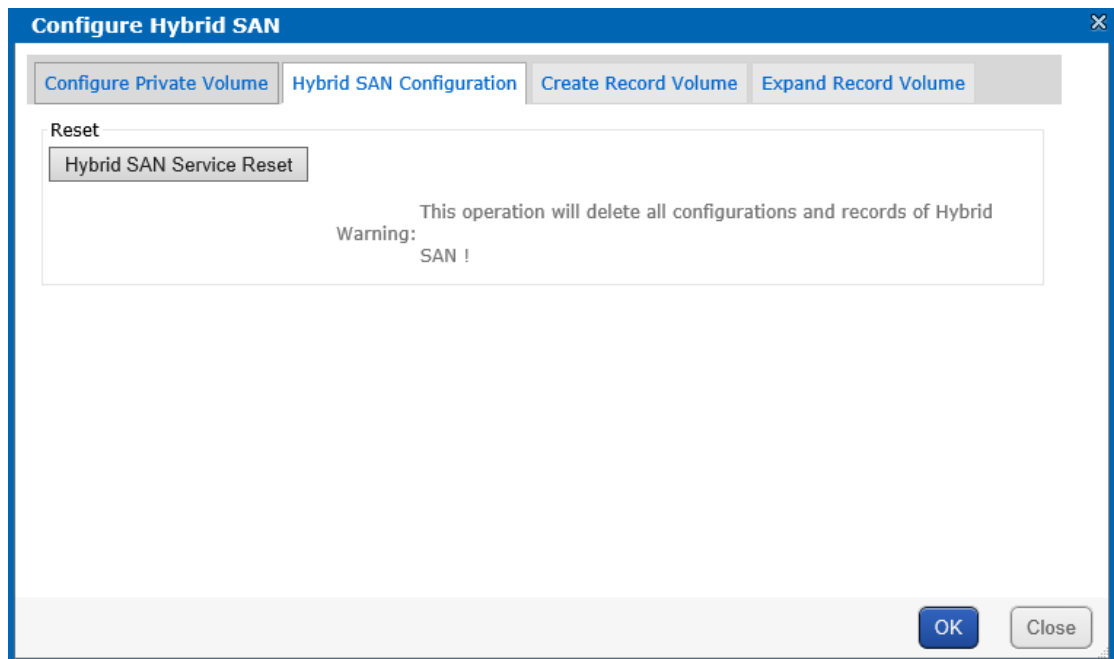 Configure Hybrid SAN
Configure Private Volume Hybrid SAN Configuration Create Record Volume Expand Record Volume
Reset
Hybrid SAN Service Reset
This operation will delete all configurations and records of Hybrid
Warning:
SAN !
OK Close